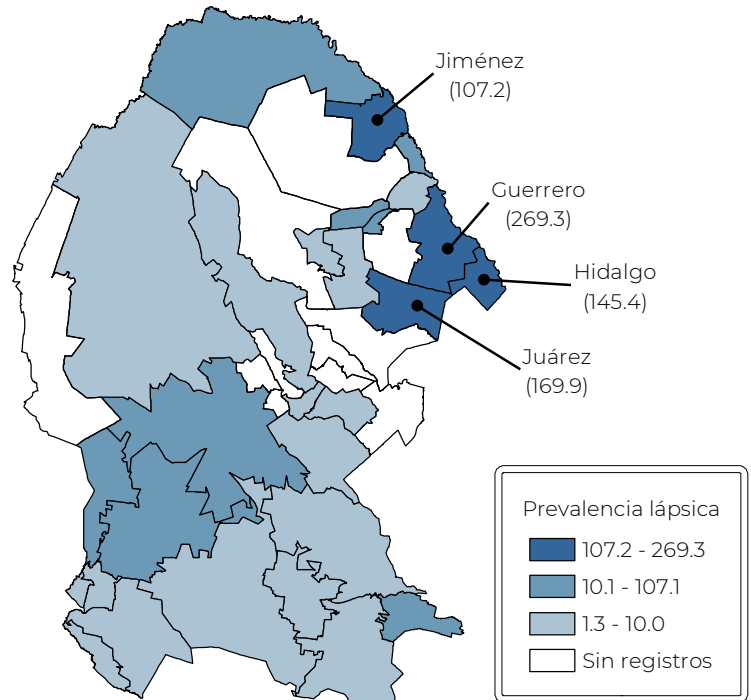 Jiménez
(107.2)
Guerrero
(269.3)
Hidalgo
(145.4)
Juárez
(169.9)
Prevalencia lápsica
107.2 - 269.3
10.1 - 107.1
1.3 - 10.0
Sin registros